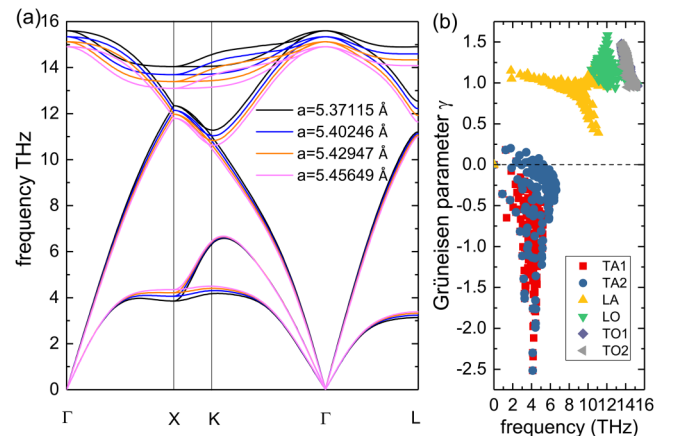 (a)
16
14
12
10
8
6
4
2
0
frequency THz
a=5.37115 Å
a=5.40246 Å
a=5.42947 Å
a=5.45649 Å
Γ X K Γ L
(b)
1.5
1.0
0.5
0.0
-0.5
-1.0
-1.5
-2.0
-2.5
Grüneisen parameter γ
TA1
TA2
LA
LO
TO1
TO2
0 2 4 6 8 10 12 14 16
frequency (THz)